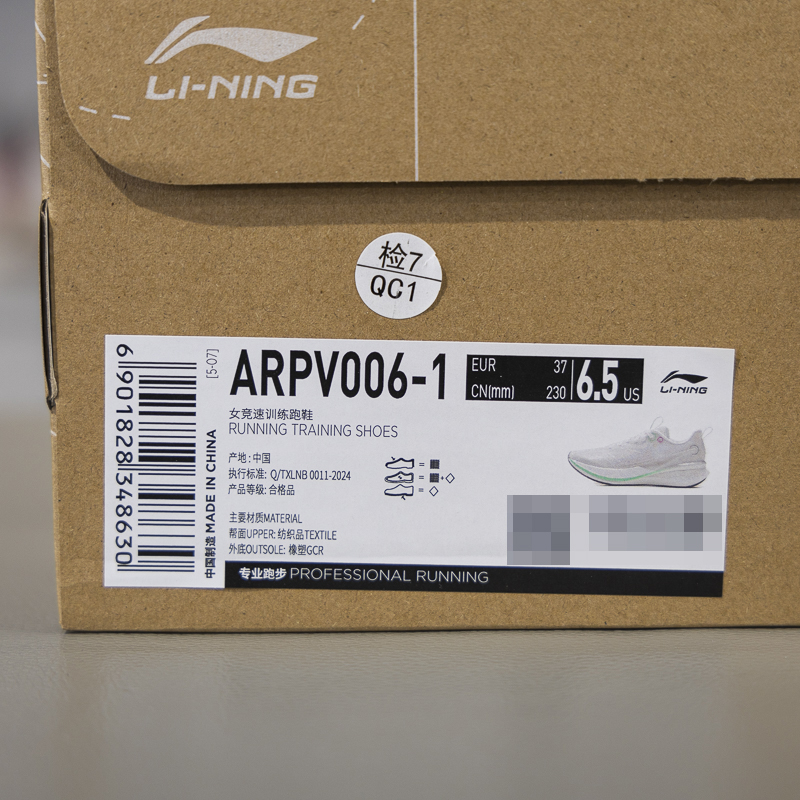 LI-NING
检7
QC1
6 901828 348630
[5-07]
中国制造 MADE IN CHINA
ARPV006-1
EUR 37
CN(mm) 230
6.5 US
LI-NING
女竞速训练跑鞋
RUNNING TRAINING SHOES
产地: 中国
执行标准: Q/TXLNB 0011-2024
产品等级: 合格品
主要材质MATERIAL
帮面UPPER: 纺织品TEXTILE
外底OUTSOLE: 橡塑GCR
专业跑步 PROFESSIONAL RUNNING